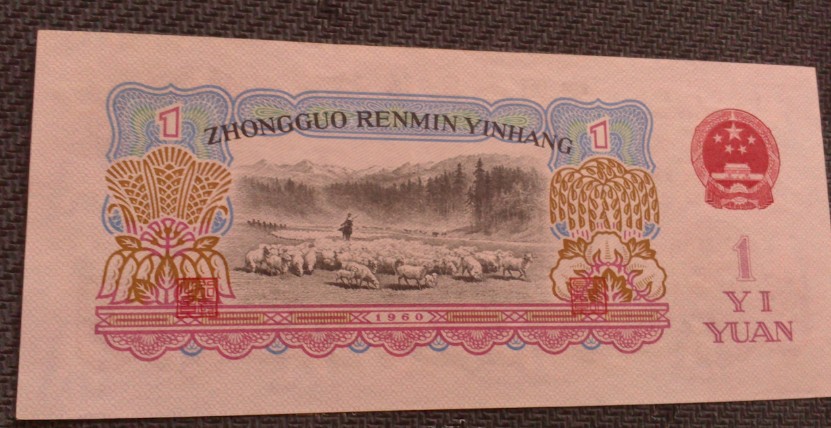 1
1
ZHONGGUO RENMIN YINHANG
1960
1
YI
YUAN